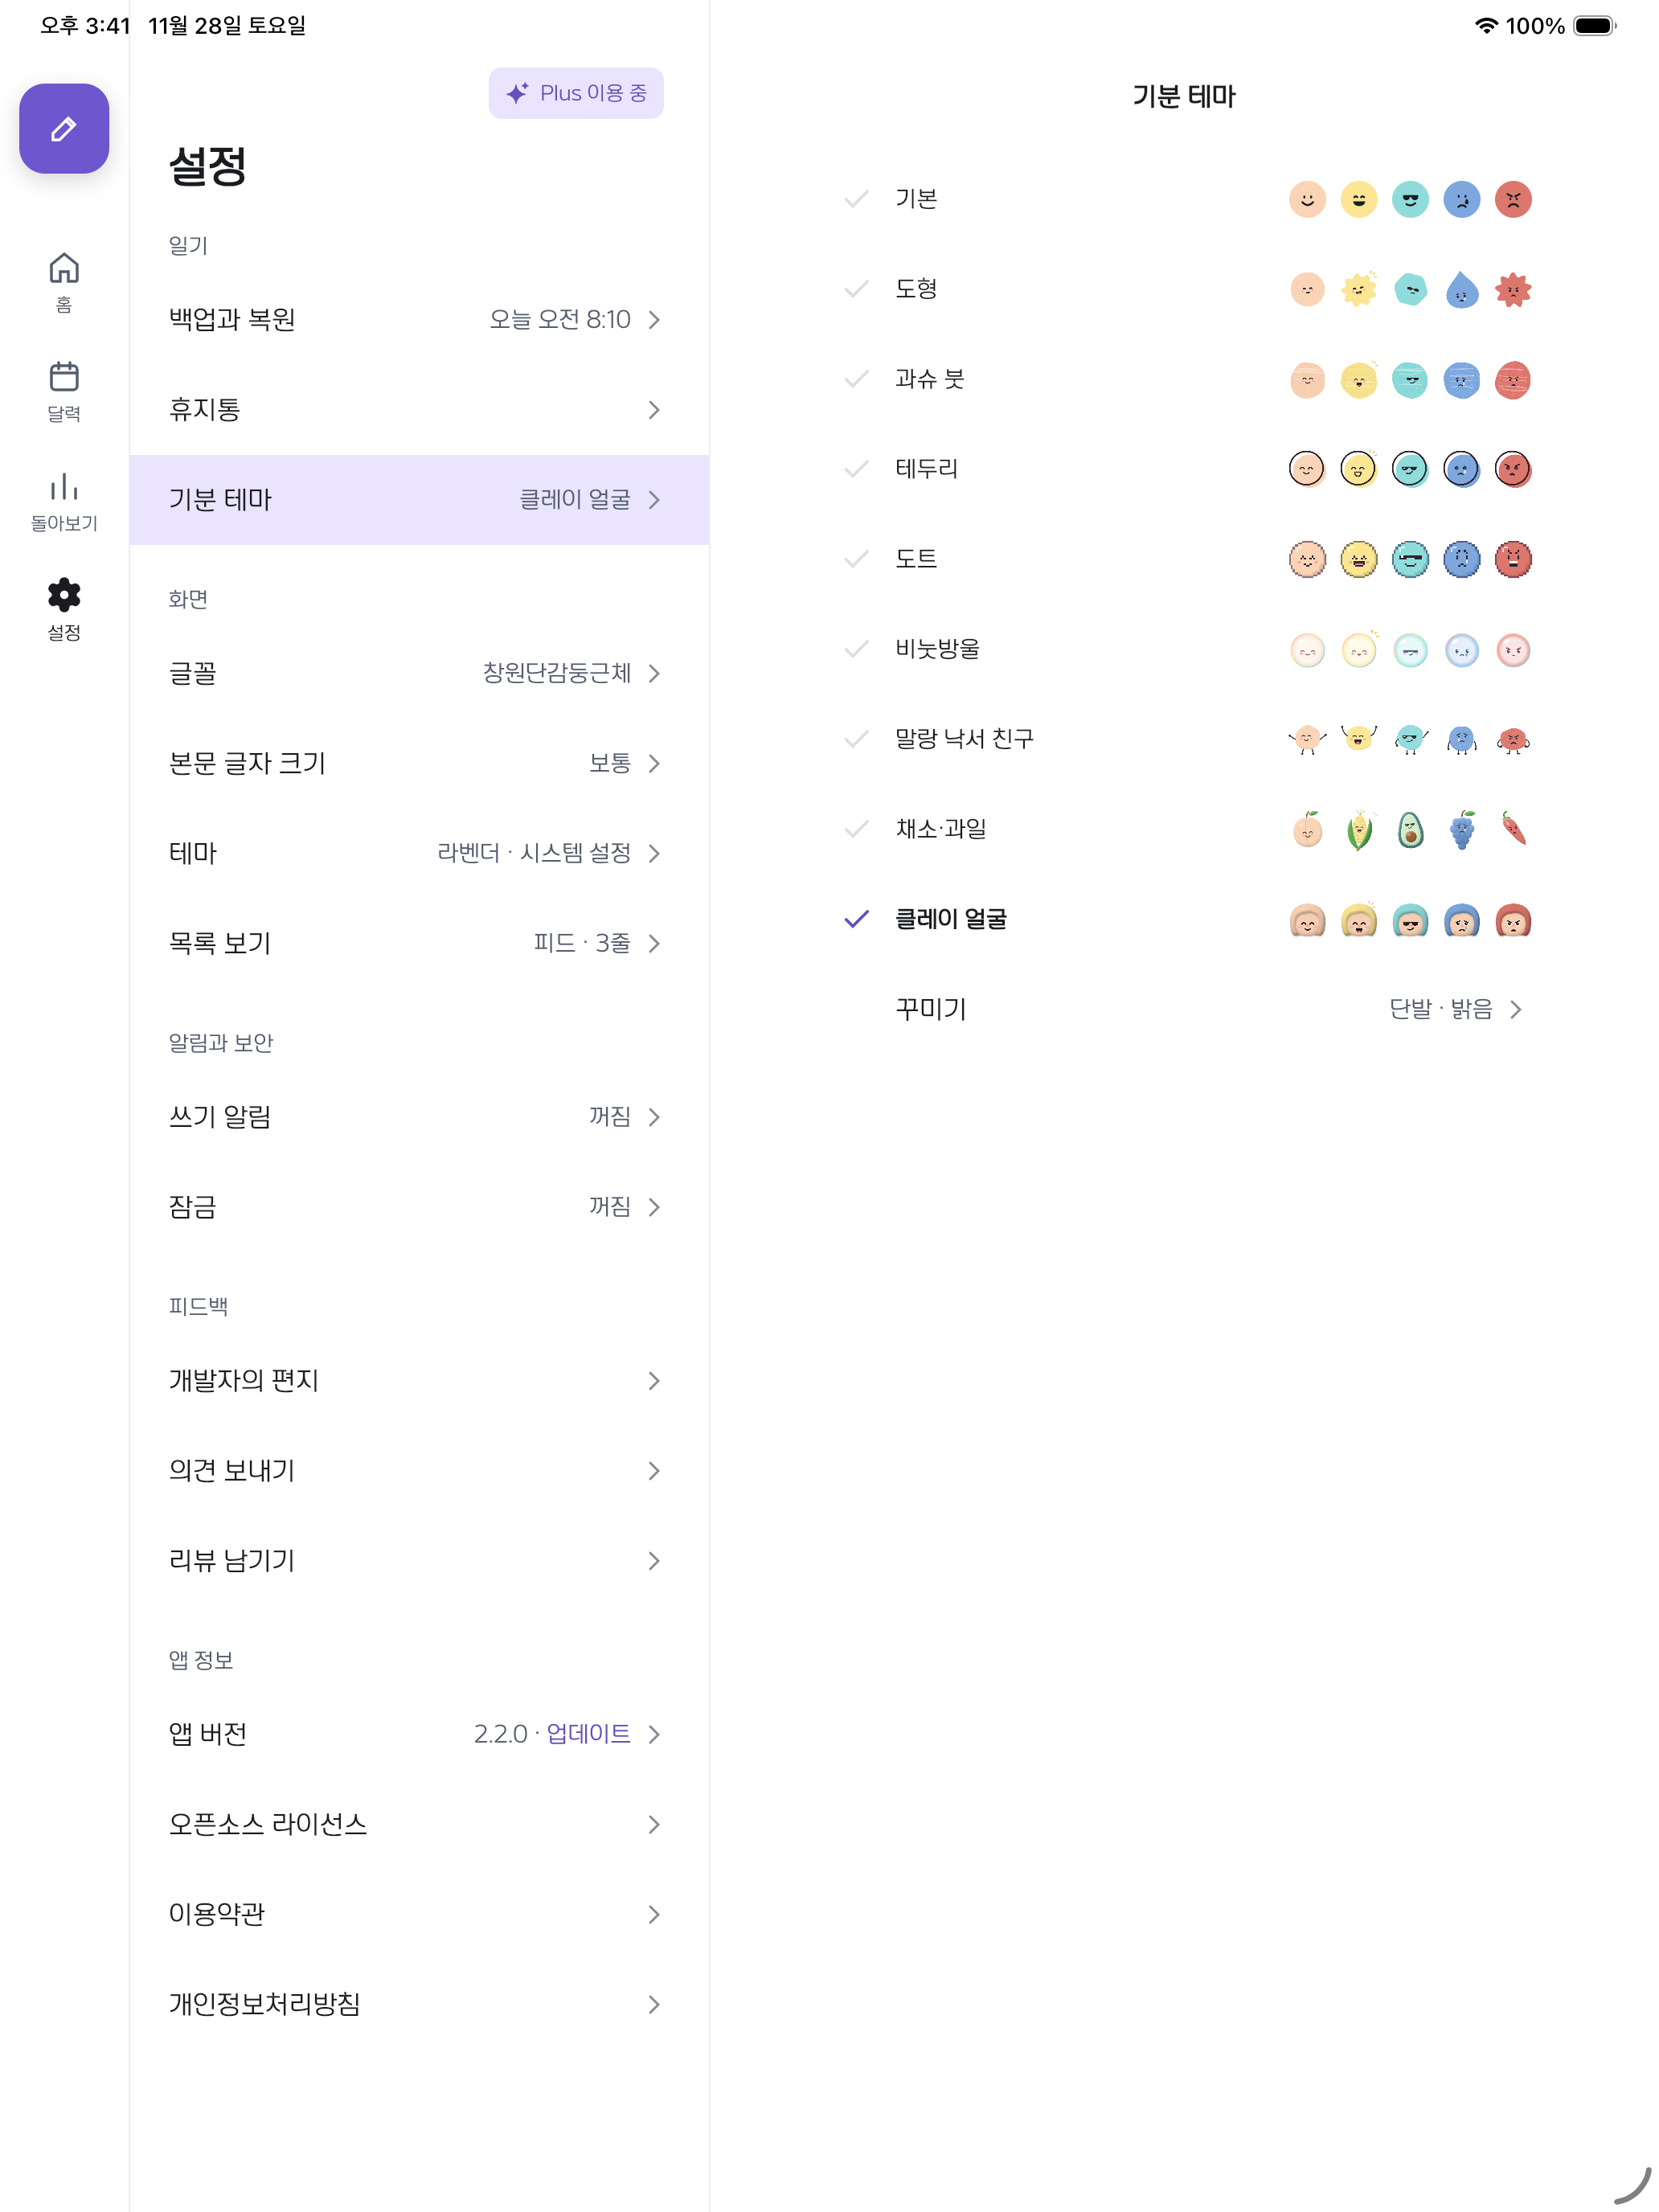 오후 3:41 11월 28일 토요일
100%
Plus 이용 중
설정
홈
달력
돌아보기
설정
일기
백업과 복원 오늘 오전 8:10
휴지통
기분 테마 클레이 얼굴
화면
글꼴 창원단감둥근체
본문 글자 크기 보통
테마 라벤더 · 시스템 설정
목록 보기 피드 · 3줄
알림과 보안
쓰기 알림 꺼짐
잠금 꺼짐
피드백
개발자의 편지
의견 보내기
리뷰 남기기
앱 정보
앱 버전 2.2.0 · 업데이트
오픈소스 라이선스
이용약관
개인정보처리방침
기분 테마
기본
도형
과슈 붓
테두리
도트
비눗방울
말랑 낙서 친구
채소·과일
클레이 얼굴
꾸미기 단발 · 밝음